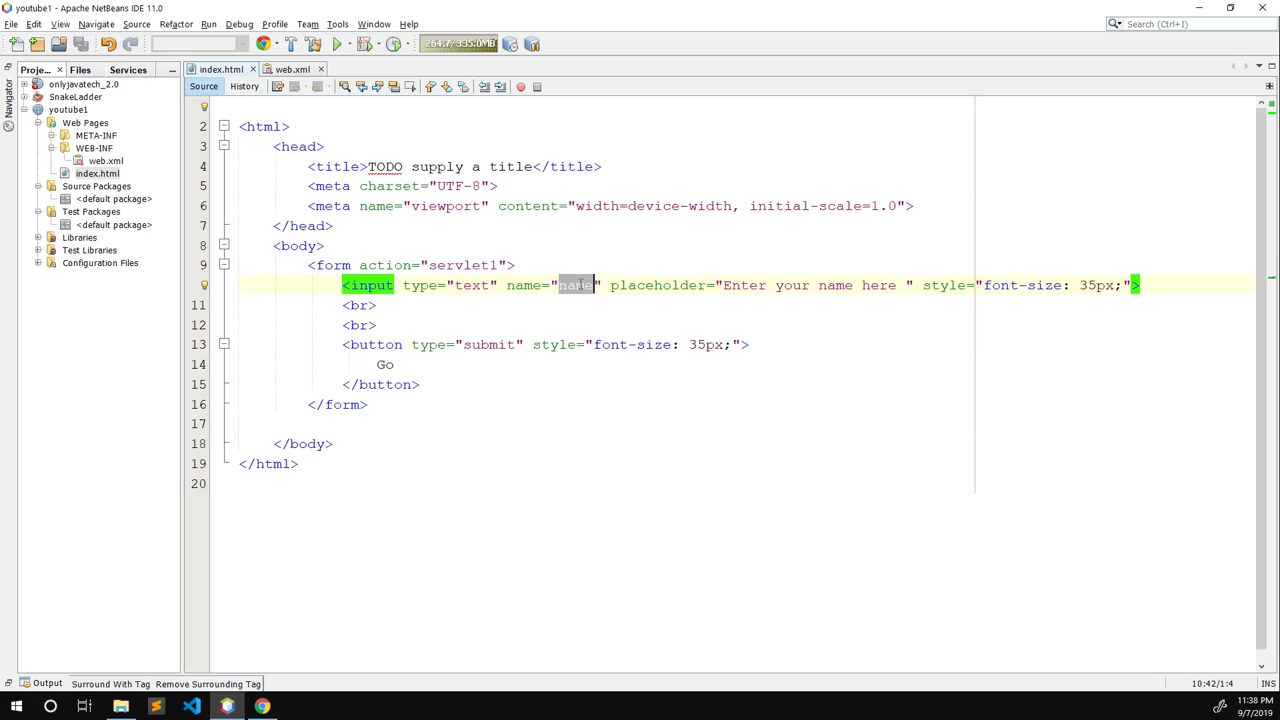 youtube1 - Apache NetBeans IDE 11.0
File Edit View Navigate Source Refactor Run Debug Profile Team Tools Window Help
Search (Ctrl+I)
264.7/335.0MB
Proje... Files Services
index.html web.xml
Source History
Navigator
onlyjavatech_2.0
SnakeLadder
youtube1
Web Pages
META-INF
WEB-INF
web.xml
index.html
Source Packages
<default package>
Test Packages
<default package>
Libraries
Test Libraries
Configuration Files
2 <html>
3 <head>
4 <title>TODO supply a title</title>
5 <meta charset="UTF-8">
6 <meta name="viewport" content="width=device-width, initial-scale=1.0">
7 </head>
8 <body>
9 <form action="servlet1">
<input type="text" name="name" placeholder="Enter your name here " style="font-size: 35px;">
11 <br>
12 <br>
13 <button type="submit" style="font-size: 35px;">
14 Go
15 </button>
16 </form>
17
18 </body>
19 </html>
20
Output Surround With Tag Remove Surrounding Tag 10:42/1:4 INS
11:38 PM
9/7/2019